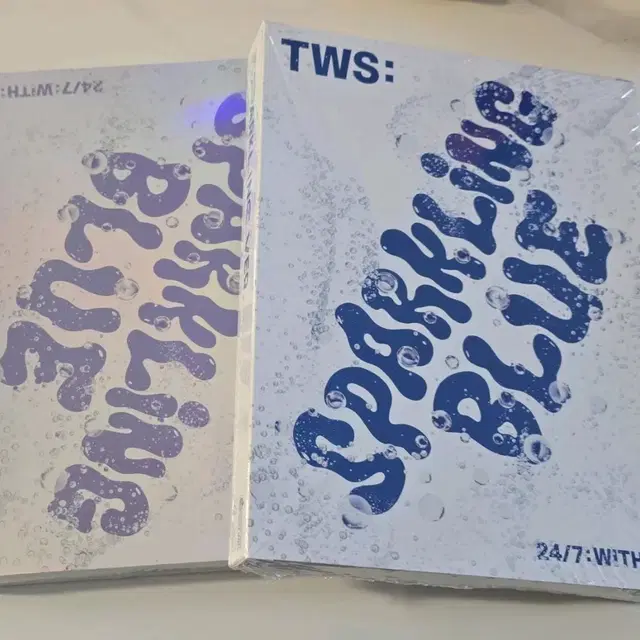 TWS:
SPARKLING
BLUE
24/7:WITH
24/7:WITH:
SPARKLING
BLUE